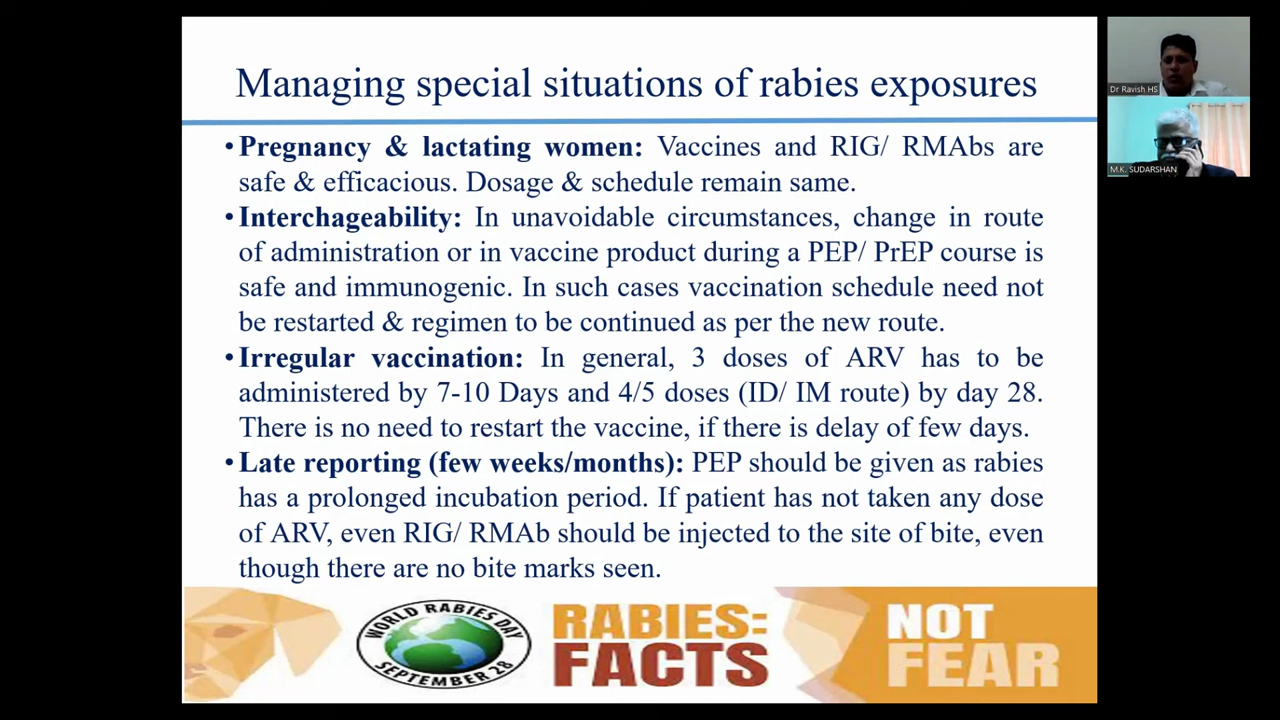 Managing special situations of rabies exposures
•Pregnancy & lactating women: Vaccines and RIG/ RMAbs are
safe & efficacious. Dosage & schedule remain same.
•Interchageability: In unavoidable circumstances, change in route
of administration or in vaccine product during a PEP/ PrEP course is
safe and immunogenic. In such cases vaccination schedule need not
be restarted & regimen to be continued as per the new route.
•Irregular vaccination: In general, 3 doses of ARV has to be
administered by 7-10 Days and 4/5 doses (ID/ IM route) by day 28.
There is no need to restart the vaccine, if there is delay of few days.
•Late reporting (few weeks/months): PEP should be given as rabies
has a prolonged incubation period. If patient has not taken any dose
of ARV, even RIG/ RMAb should be injected to the site of bite, even
though there are no bite marks seen.
WORLD RABIES DAY
SEPTEMBER 28
RABIES:
FACTS
NOT
FEAR
Dr Ravish HS
M.K. SUDARSHAN